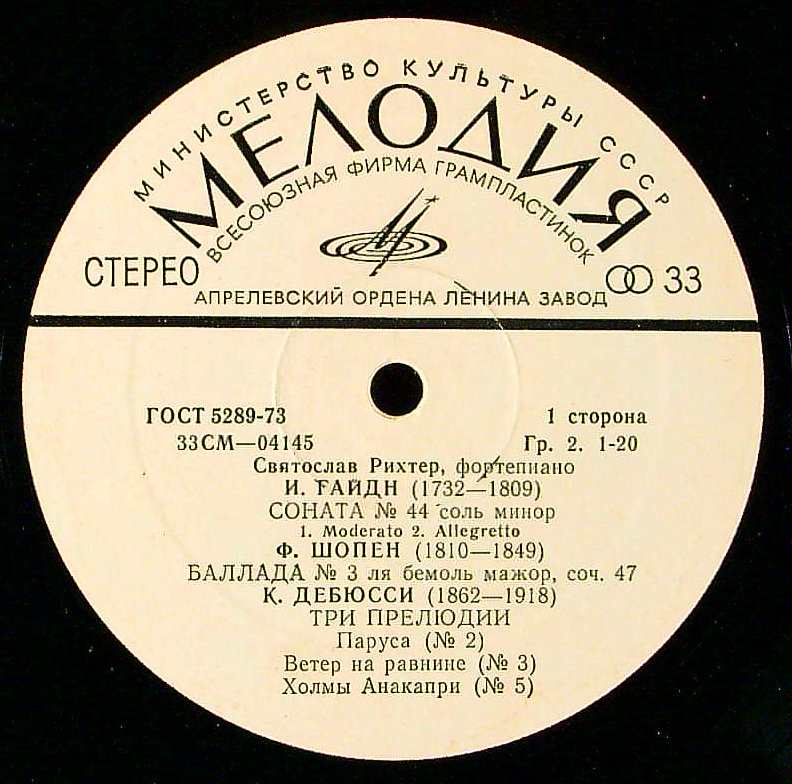 МИНИСТЕРСТВО КУЛЬТУРЫ СССР
МЕЛОДИЯ
ВСЕСОЮЗНАЯ ФИРМА ГРАМПЛАСТИНОК
СТЕРЕО
33
АПРЕЛЕВСКИЙ ОРДЕНА ЛЕНИНА ЗАВОД
ГОСТ 5289-73 1 сторона
33СМ—04145 Гр. 2. 1-20
Святослав Рихтер, фортепиано
И. ГАЙДН (1732—1809)
СОНАТА № 44 соль минор
1. Moderato 2. Allegretto
Ф. ШОПЕН (1810—1849)
БАЛЛАДА № 3 ля бемоль мажор, соч. 47
К. ДЕБЮССИ (1862—1918)
ТРИ ПРЕЛЮДИИ
Паруса (№ 2)
Ветер на равнине (№ 3)
Холмы Анакапри (№ 5)